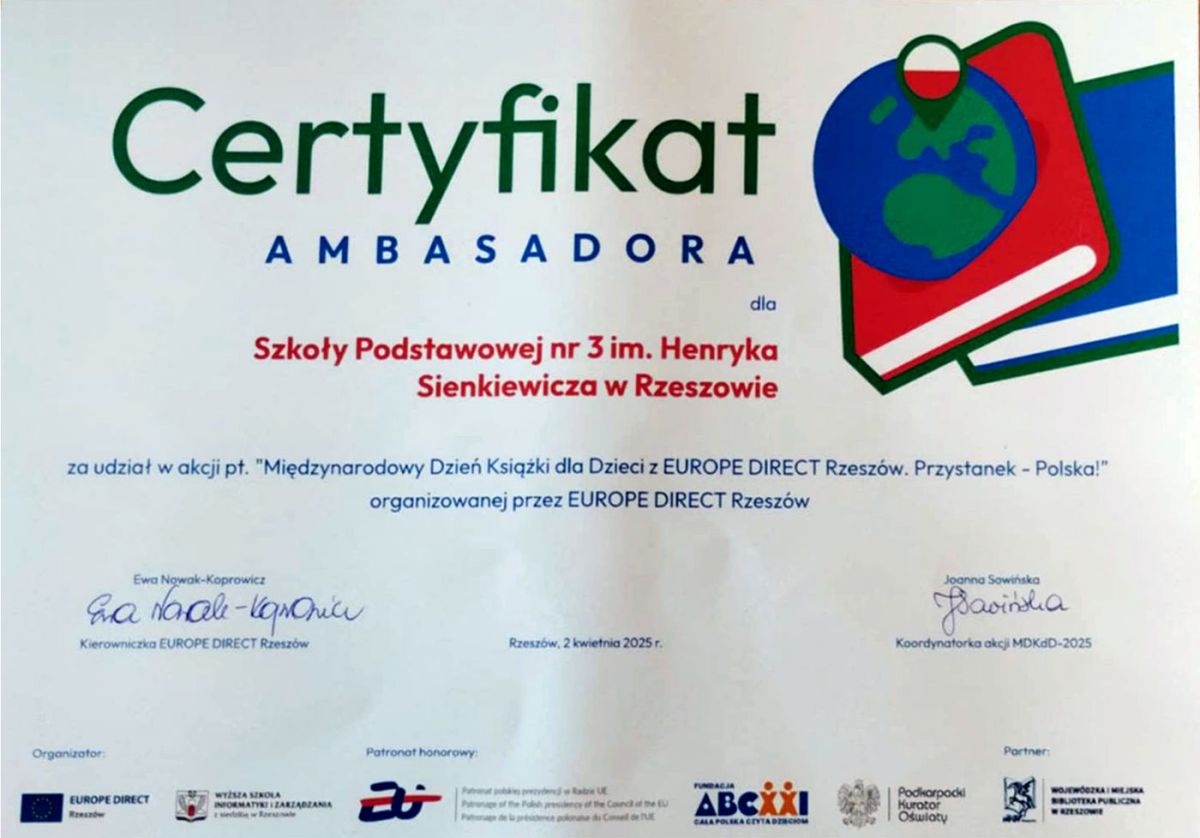 Certyfikat
AMBASADORA
dla
Szkoły Podstawowej nr 3 im. Henryka
Sienkiewicza w Rzeszowie
za udział w akcji pt. "Międzynarodowy Dzień Książki dla Dzieci z EUROPE DIRECT Rzeszów. Przystanek - Polska!"
organizowanej przez EUROPE DIRECT Rzeszów
Ewa Nowak-Koprowicz
Ewa Nowak-Koprowicz
Kierowniczka EUROPE DIRECT Rzeszów
Rzeszów, 2 kwietnia 2025 r.
Joanna Sawińska
JSawińska
Koordynatorka akcji MDKdD-2025
Organizator:
Patronat honorowy:
Partner:
EUROPE DIRECT
Rzeszów
WYŻSZA SZKOŁA
INFORMATYKI i ZARZĄDZANIA
z siedzibą w Rzeszowie
Patronat polskiej prezydencji w Radzie UE
Patronage of the Polish presidency of the Council of the EU
Patronage de la présidence polonaise du Conseil de l'UE
FUNDACJA
ABCXXI
CAŁA POLSKA CZYTA DZIECIOM
Podkarpacki
Kurator
Oświaty
WOJEWÓDZKA I MIEJSKA
BIBLIOTEKA PUBLICZNA
W RZESZOWIE